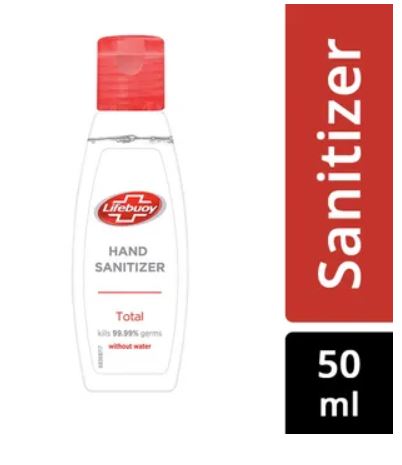 Lifebuoy
HAND
SANITIZER
Total
kills 99.99% germs
without water
Sanitizer
50
ml